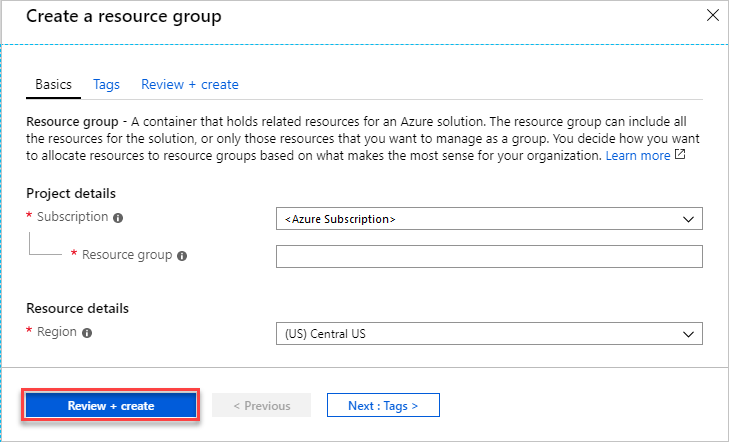 Create a resource group
Basics Tags Review + create
Resource group - A container that holds related resources for an Azure solution. The resource group can include all
the resources for the solution, or only those resources that you want to manage as a group. You decide how you want
to allocate resources to resource groups based on what makes the most sense for your organization. Learn more
Project details
* Subscription <Azure Subscription>
* Resource group
Resource details
* Region (US) Central US
Review + create < Previous Next : Tags >